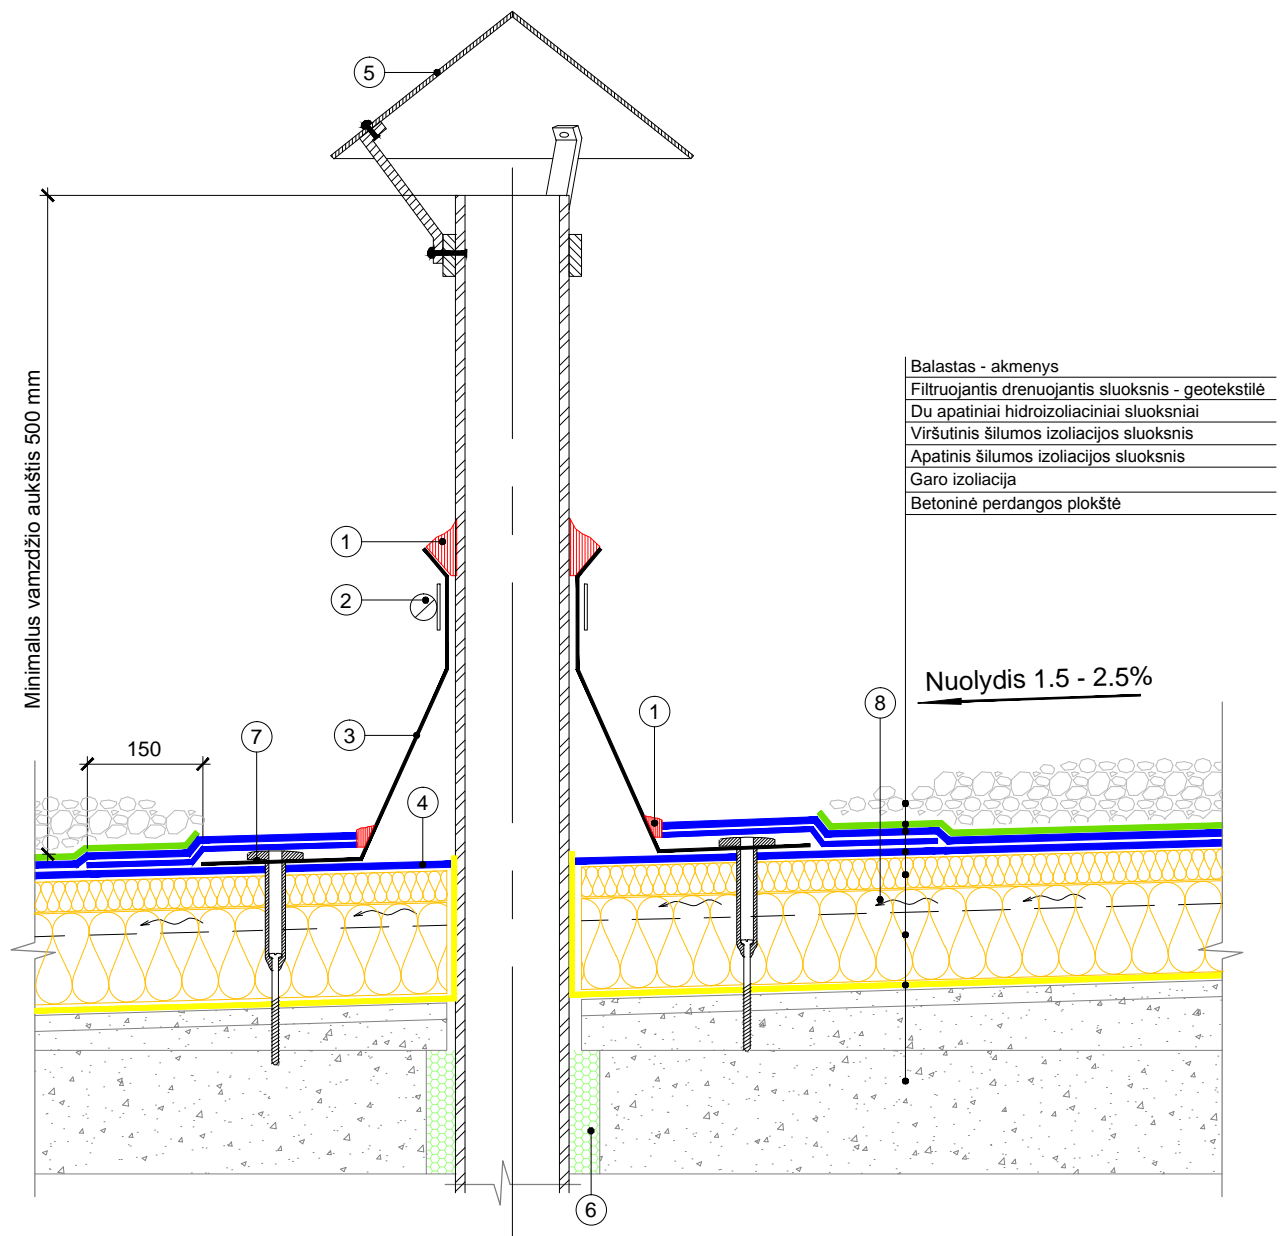 5
Balastas - akmenys
Filtruojantis drenuojantis sluoksnis - geotekstilė
Du apatiniai hidroizoliaciniai sluoksniai
Viršutinis šilumos izoliacijos sluoksnis
Apatinis šilumos izoliacijos sluoksnis
Garo izoliacija
Betoninė perdangos plokštė
Minimalus vamzdžio aukštis 500 mm
1
2
Nuolydis 1.5 - 2.5%
8
1
3
7
150
4
6